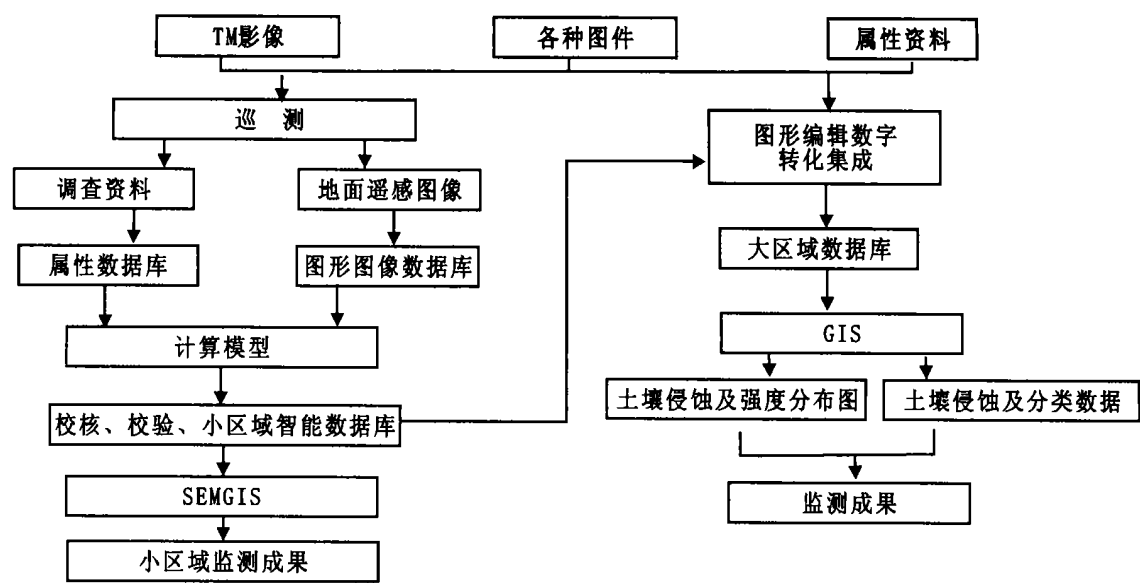 TM影像
各种图件
属性资料
巡 测
调查资料
地面遥感图像
属性数据库
图形图像数据库
计算模型
校核、校验、小区域智能数据库
SEMGIS
小区域监测成果
图形编辑数字
转化集成
大区域数据库
GIS
土壤侵蚀及强度分布图
土壤侵蚀及分类数据
监测成果